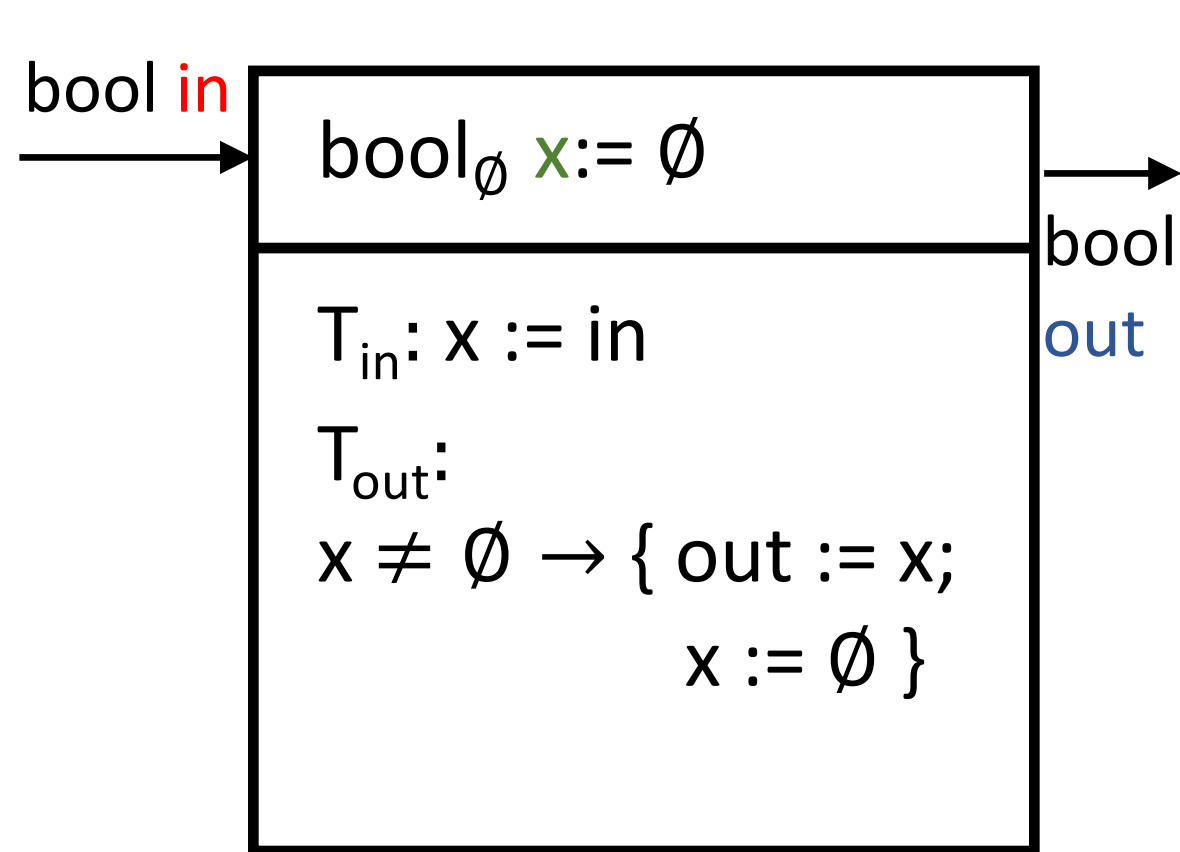 bool in
bool∅ x:= ∅
bool
out
Tin: x := in
Tout:
x ≠ ∅ → { out := x;
x := ∅ }